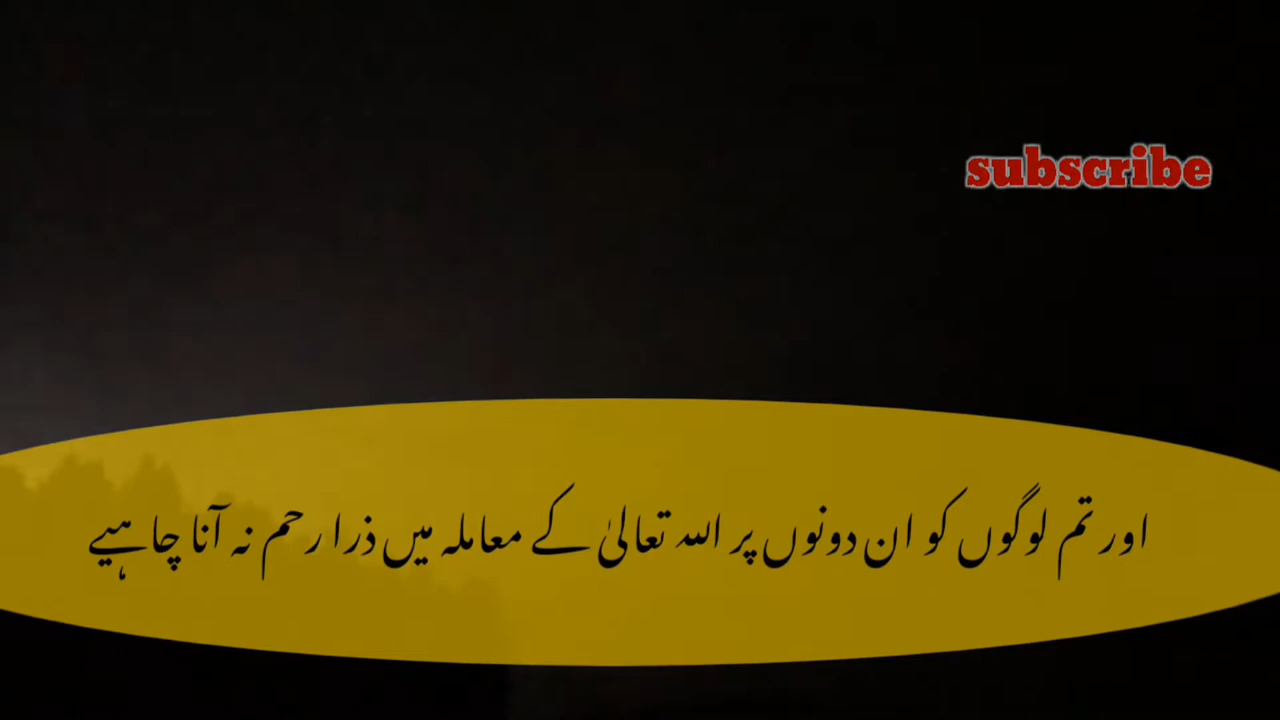 subscribe
اور تم لوگوں کو ان دونوں پر اللہ تعالیٰ کے معاملہ میں ذرا رحم نہ آنا چاہیے